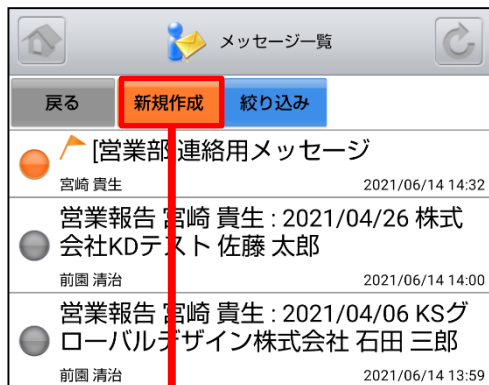 メッセージ一覧
戻る 新規作成 絞り込み
[営業部]連絡用メッセージ
宮崎 貴生 2021/06/14 14:32
営業報告 宮崎 貴生 : 2021/04/26 株式
会社KDテスト 佐藤 太郎
前園 清治 2021/06/14 14:00
営業報告 宮崎 貴生 : 2021/04/06 KSグ
ローバルデザイン株式会社 石田 三郎
前園 清治 2021/06/14 13:59